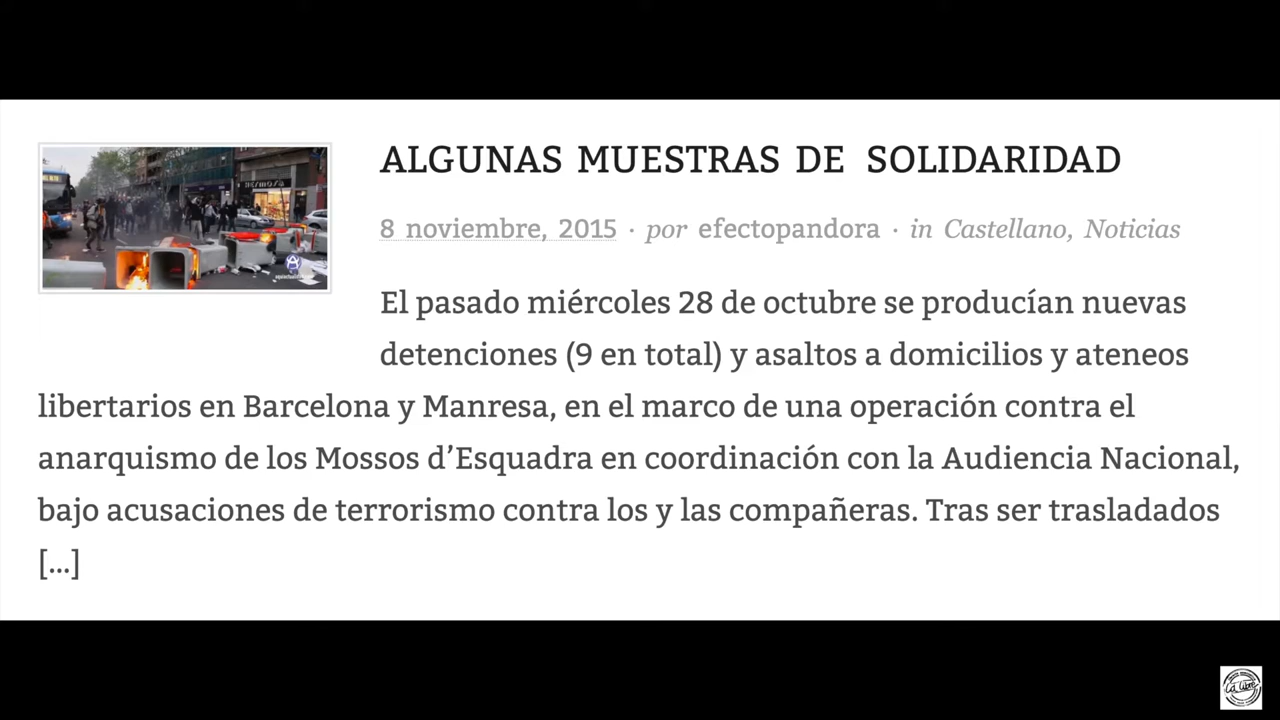 ALGUNAS MUESTRAS DE SOLIDARIDAD
8 noviembre, 2015 · por efectopandora · in Castellano, Noticias
El pasado miércoles 28 de octubre se producían nuevas
detenciones (9 en total) y asaltos a domicilios y ateneos
libertarios en Barcelona y Manresa, en el marco de una operación contra el
anarquismo de los Mossos d’Esquadra en coordinación con la Audiencia Nacional,
bajo acusaciones de terrorismo contra los y las compañeras. Tras ser trasladados
[...]